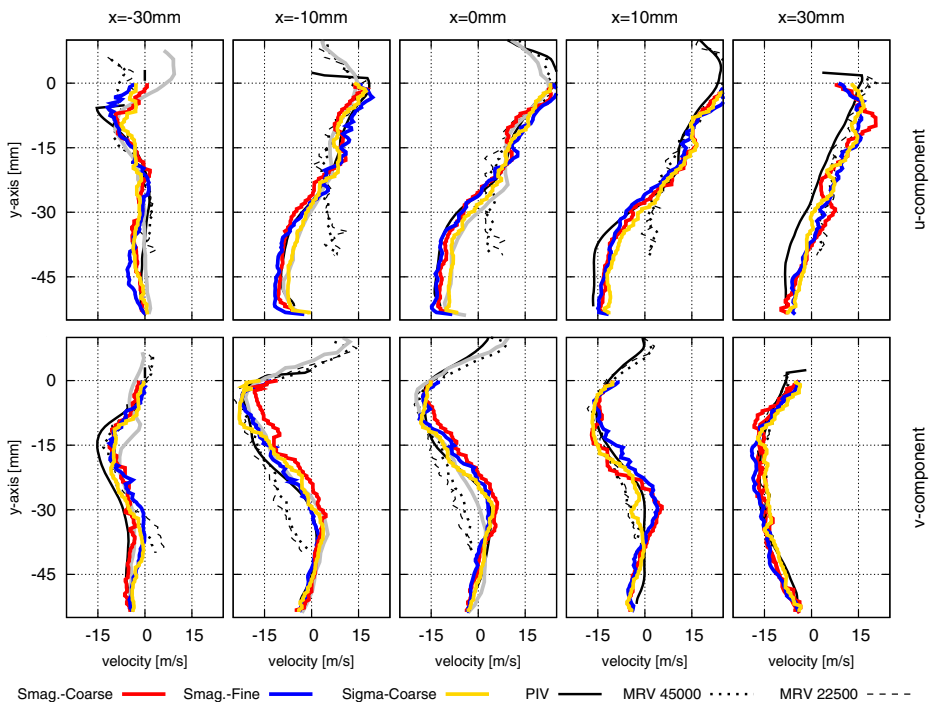 x=-30mm x=-10mm x=0mm x=10mm x=30mm
0
-15
-30
-45
y-axis [mm]
u-component
0
-15
-30
-45
y-axis [mm]
v-component
-15 0 15 -15 0 15 -15 0 15 -15 0 15 -15 0 15
velocity [m/s] velocity [m/s] velocity [m/s] velocity [m/s] velocity [m/s]
Smag.-Coarse Smag.-Fine Sigma-Coarse PIV MRV 45000 MRV 22500